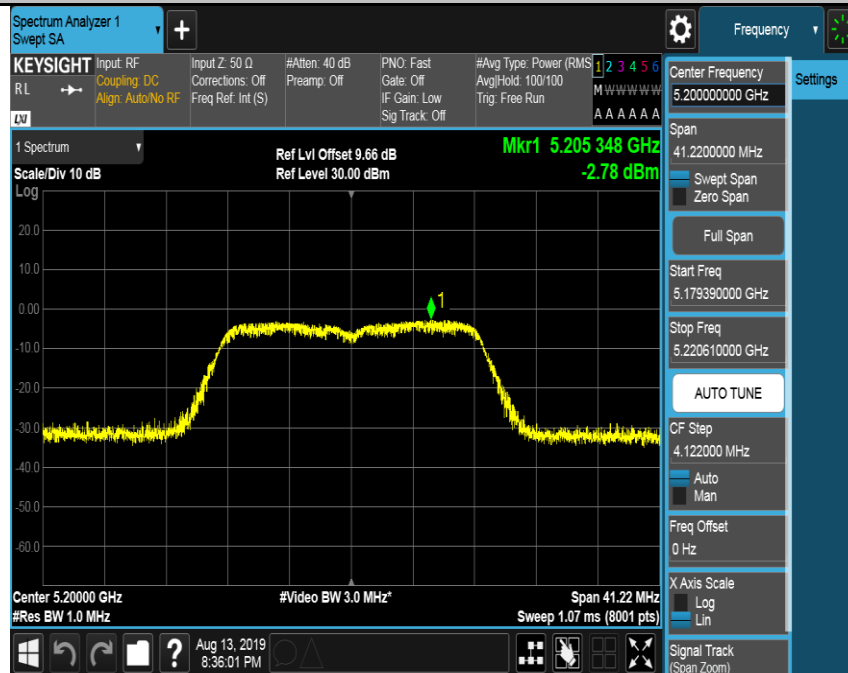 Spectrum Analyzer 1
Swept SA
+
Frequency
KEYSIGHT
RL
LXI
Input: RF
Coupling: DC
Align: Auto/No RF
Input Z: 50 Ω
Corrections: Off
Freq Ref: Int (S)
#Atten: 40 dB
Preamp: Off
PNO: Fast
Gate: Off
IF Gain: Low
Sig Track: Off
#Avg Type: Power (RMS
Avg|Hold: 100/100
Trig: Free Run
1 2 3 4 5 6
M W W W W W
A A A A A A
Center Frequency
5.200000000 GHz
Settings
Span
41.2200000 MHz
Swept Span
Zero Span
Full Span
Start Freq
5.179390000 GHz
Stop Freq
5.220610000 GHz
AUTO TUNE
CF Step
4.122000 MHz
Auto
Man
Freq Offset
0 Hz
X Axis Scale
Log
Lin
Signal Track
(Span Zoom)
1 Spectrum
Scale/Div 10 dB
Ref Lvl Offset 9.66 dB
Ref Level 30.00 dBm
Mkr1 5.205 348 GHz
-2.78 dBm
Log
20.0
10.0
0.00
-10.0
-20.0
-30.0
-40.0
-50.0
-60.0
1
Center 5.20000 GHz
#Res BW 1.0 MHz
#Video BW 3.0 MHz*
Span 41.22 MHz
Sweep 1.07 ms (8001 pts)
?
Aug 13, 2019
8:36:01 PM